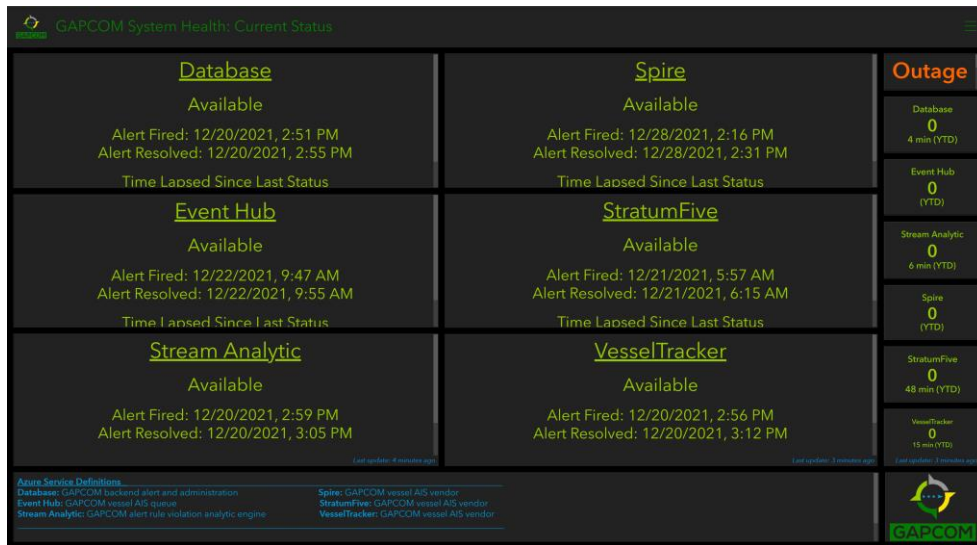 GAPCOM
GAPCOM System Health: Current Status
Database
Available
Alert Fired: 12/20/2021, 2:51 PM
Alert Resolved: 12/20/2021, 2:55 PM
Time Lapsed Since Last Status
Spire
Available
Alert Fired: 12/28/2021, 2:16 PM
Alert Resolved: 12/28/2021, 2:31 PM
Time Lapsed Since Last Status
Event Hub
Available
Alert Fired: 12/22/2021, 9:47 AM
Alert Resolved: 12/22/2021, 9:55 AM
Time Lapsed Since Last Status
StratumFive
Available
Alert Fired: 12/21/2021, 5:57 AM
Alert Resolved: 12/21/2021, 6:15 AM
Time Lapsed Since Last Status
Stream Analytic
Available
Alert Fired: 12/20/2021, 2:59 PM
Alert Resolved: 12/20/2021, 3:05 PM
Last update: 4 minutes ago
VesselTracker
Available
Alert Fired: 12/20/2021, 2:56 PM
Alert Resolved: 12/20/2021, 3:12 PM
Last update: 3 minutes ago
Outage
Database
0
4 min (YTD)
Event Hub
0
(YTD)
Stream Analytic
0
6 min (YTD)
Spire
0
(YTD)
StratumFive
0
48 min (YTD)
VesselTracker
0
15 min (YTD)
Last update: 3 minutes ago
Azure Service Definitions
Database: GAPCOM backend alert and administration
Event Hub: GAPCOM vessel AIS queue
Stream Analytic: GAPCOM alert rule violation analytic engine
Spire: GAPCOM vessel AIS vendor
StratumFive: GAPCOM vessel AIS vendor
VesselTracker: GAPCOM vessel AIS vendor
GAPCOM